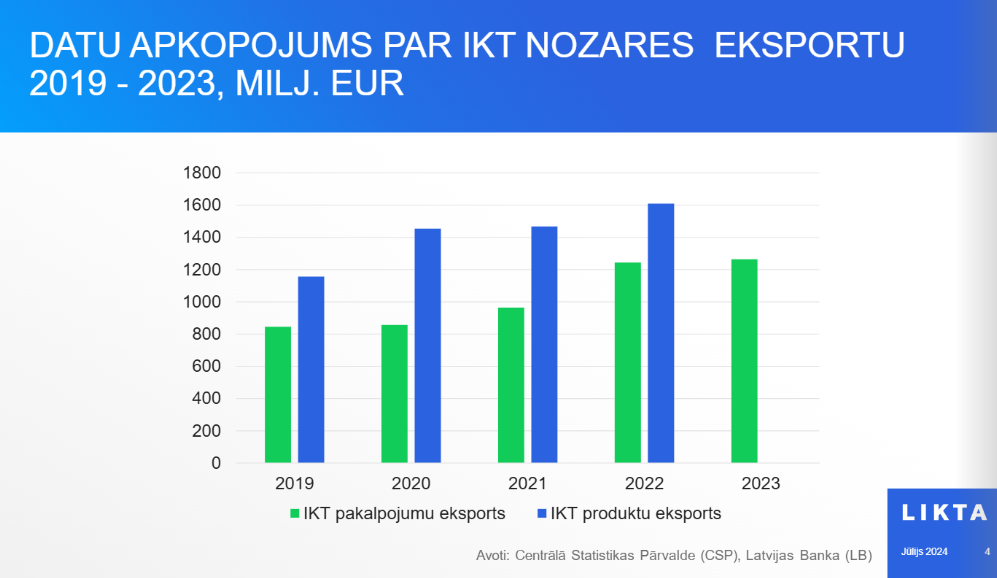 DATU APKOPOJUMS PAR IKT NOZARES EKSPORTU
2019 - 2023, MILJ. EUR
1800
1600
1400
1200
1000
800
600
400
200
0
2019 2020 2021 2022 2023
IKT pakalpojumu eksports IKT produktu eksports
LIKTA
Avoti: Centrālā Statistikas Pārvalde (CSP), Latvijas Banka (LB)
Jūlijs 2024 4